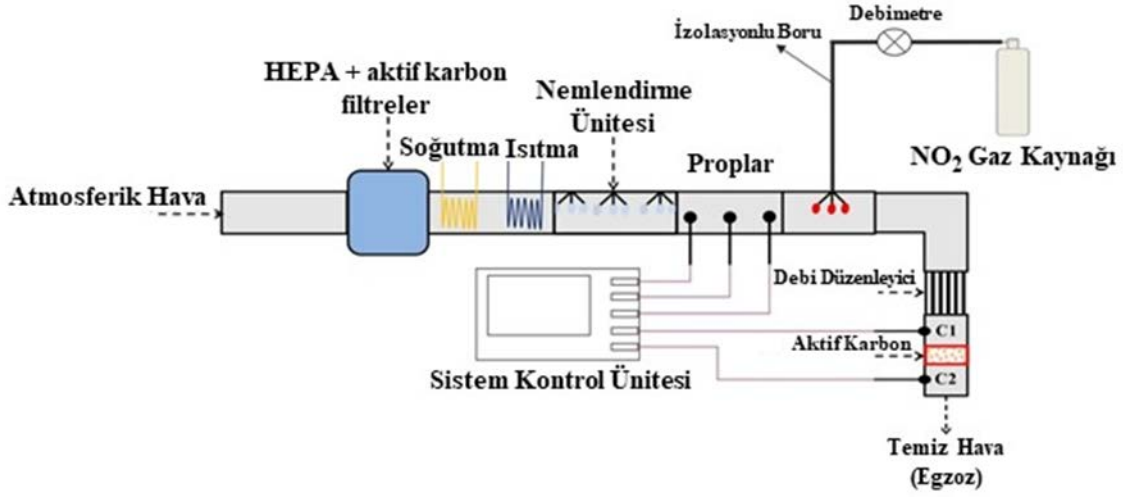 Debimetre
İzolasyonlu Boru
HEPA + aktif karbon
filtreler
Nemlendirme
Ünitesi
Soğutma Isıtma
Proplar
NO₂ Gaz Kaynağı
Atmosferik Hava
Debi Düzenleyici
C1
Aktif Karbon
C2
Sistem Kontrol Ünitesi
Temiz Hava
(Egzoz)